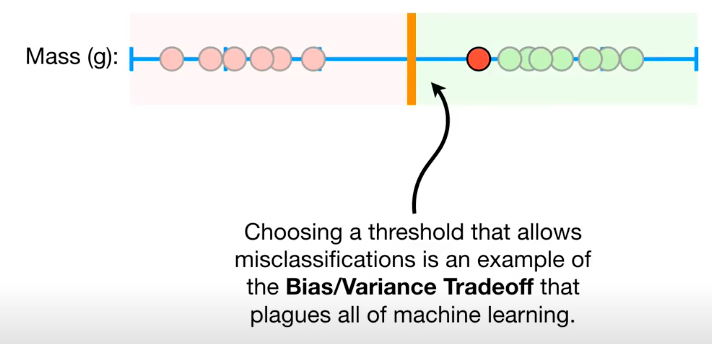 Mass (g):
Choosing a threshold that allows
misclassifications is an example of
the Bias/Variance Tradeoff that
plagues all of machine learning.